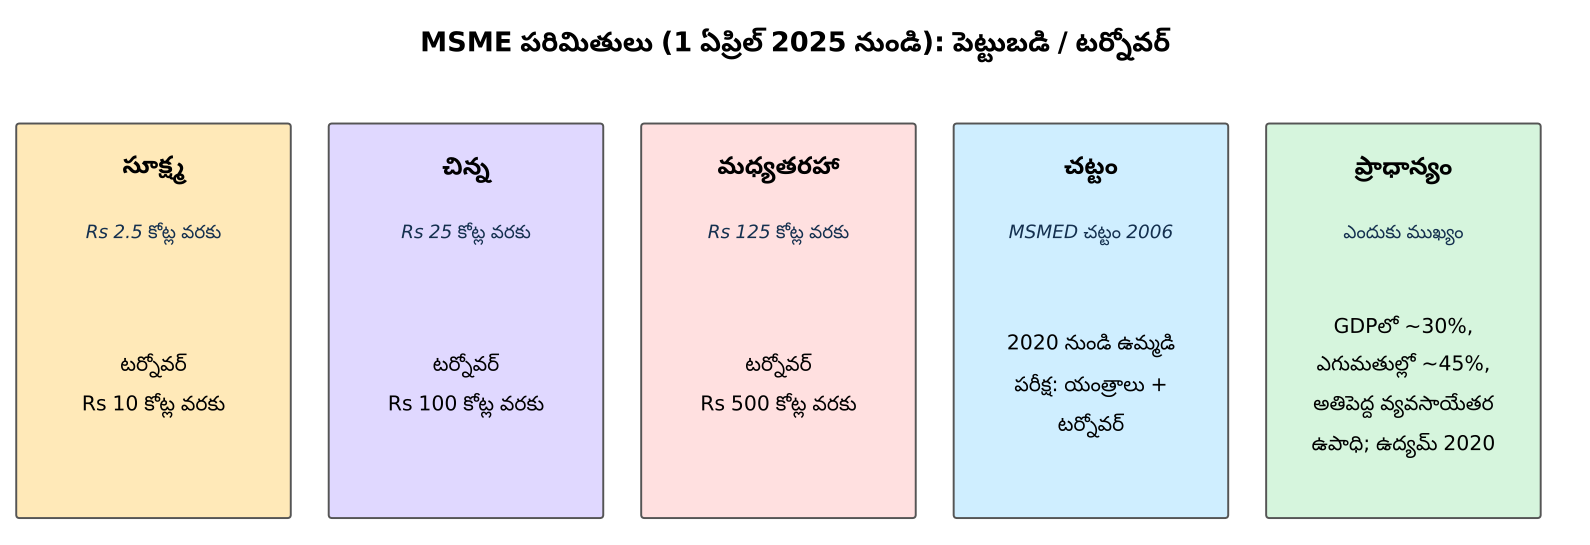 MSME పరిమితులు (1 ఏప్రిల్ 2025 నుండి): పెట్టుబడి / టర్నోవర్
సూక్ష్మ
Rs 2.5 కోట్ల వరకు
టర్నోవర్
Rs 10 కోట్ల వరకు
చిన్న
Rs 25 కోట్ల వరకు
టర్నోవర్
Rs 100 కోట్ల వరకు
మధ్యతరహా
Rs 125 కోట్ల వరకు
టర్నోవర్
Rs 500 కోట్ల వరకు
చట్టం
MSMED చట్టం 2006
2020 నుండి ఉమ్మడి
పరీక్ష: యంత్రాలు +
టర్నోవర్
ప్రాధాన్యం
ఎందుకు ముఖ్యం
GDPలో ~30%,
ఎగుమతుల్లో ~45%,
అతిపెద్ద వ్యవసాయేతర
ఉపాధి; ఉద్యమ్ 2020